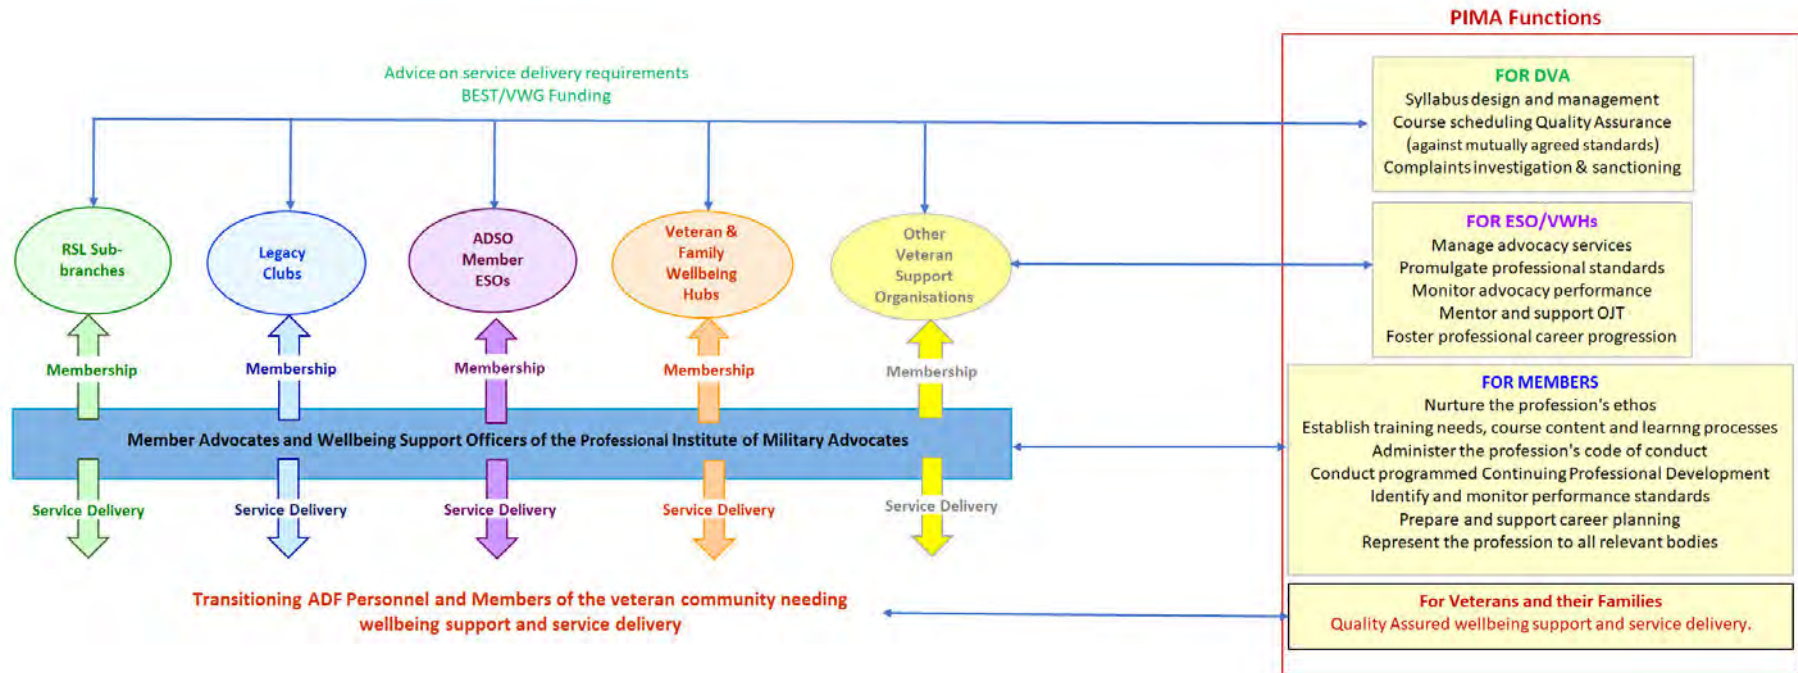 PIMA Functions
Advice on service delivery requirements
BEST/VWG Funding
FOR DVA
Syllabus design and management
Course scheduling Quality Assurance
(against mutually agreed standards)
Complaints investigation & sanctioning
RSL Sub-
branches
Legacy
Clubs
ADSO
Member
ESOs
Veteran &
Family
Wellbeing
Hubs
Other
Veteran
Support
Organisations
FOR ESO/VWHs
Manage advocacy services
Promulgate professional standards
Monitor advocacy performance
Mentor and support OJT
Foster professional career progression
Membership
Membership
Membership
Membership
Membership
Member Advocates and Wellbeing Support Officers of the Professional Institute of Military Advocates
FOR MEMBERS
Nurture the profession's ethos
Establish training needs, course content and learnng processes
Administer the profession's code of conduct
Conduct programmed Continuing Professional Development
Identify and monitor performance standards
Prepare and support career planning
Represent the profession to all relevant bodies
Service Delivery
Service Delivery
Service Delivery
Service Delivery
Service Delivery
Transitioning ADF Personnel and Members of the veteran community needing
wellbeing support and service delivery
For Veterans and their Families
Quality Assured wellbeing support and service delivery.